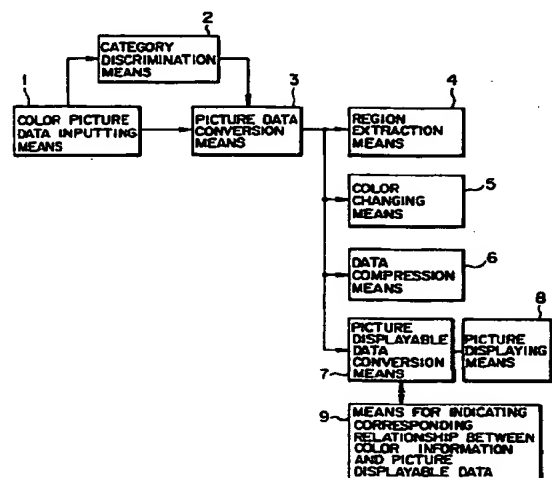 2
CATEGORY
DISCRIMINATION
MEANS
1
COLOR PICTURE
DATA INPUTTING
MEANS
3
PICTURE DATA
CONVERSION
MEANS
4
REGION
EXTRACTION
MEANS
5
COLOR
CHANGING
MEANS
6
DATA
COMPRESSION
MEANS
PICTURE
DISPLAYABLE
DATA
CONVERSION
MEANS
7
8
PICTURE
DISPLAYING
MEANS
9
MEANS FOR INDICATING
CORRESPONDING
RELATIONSHIP BETWEEN
COLOR INFORMATION
AND PICTURE
DISPLAYABLE DATA